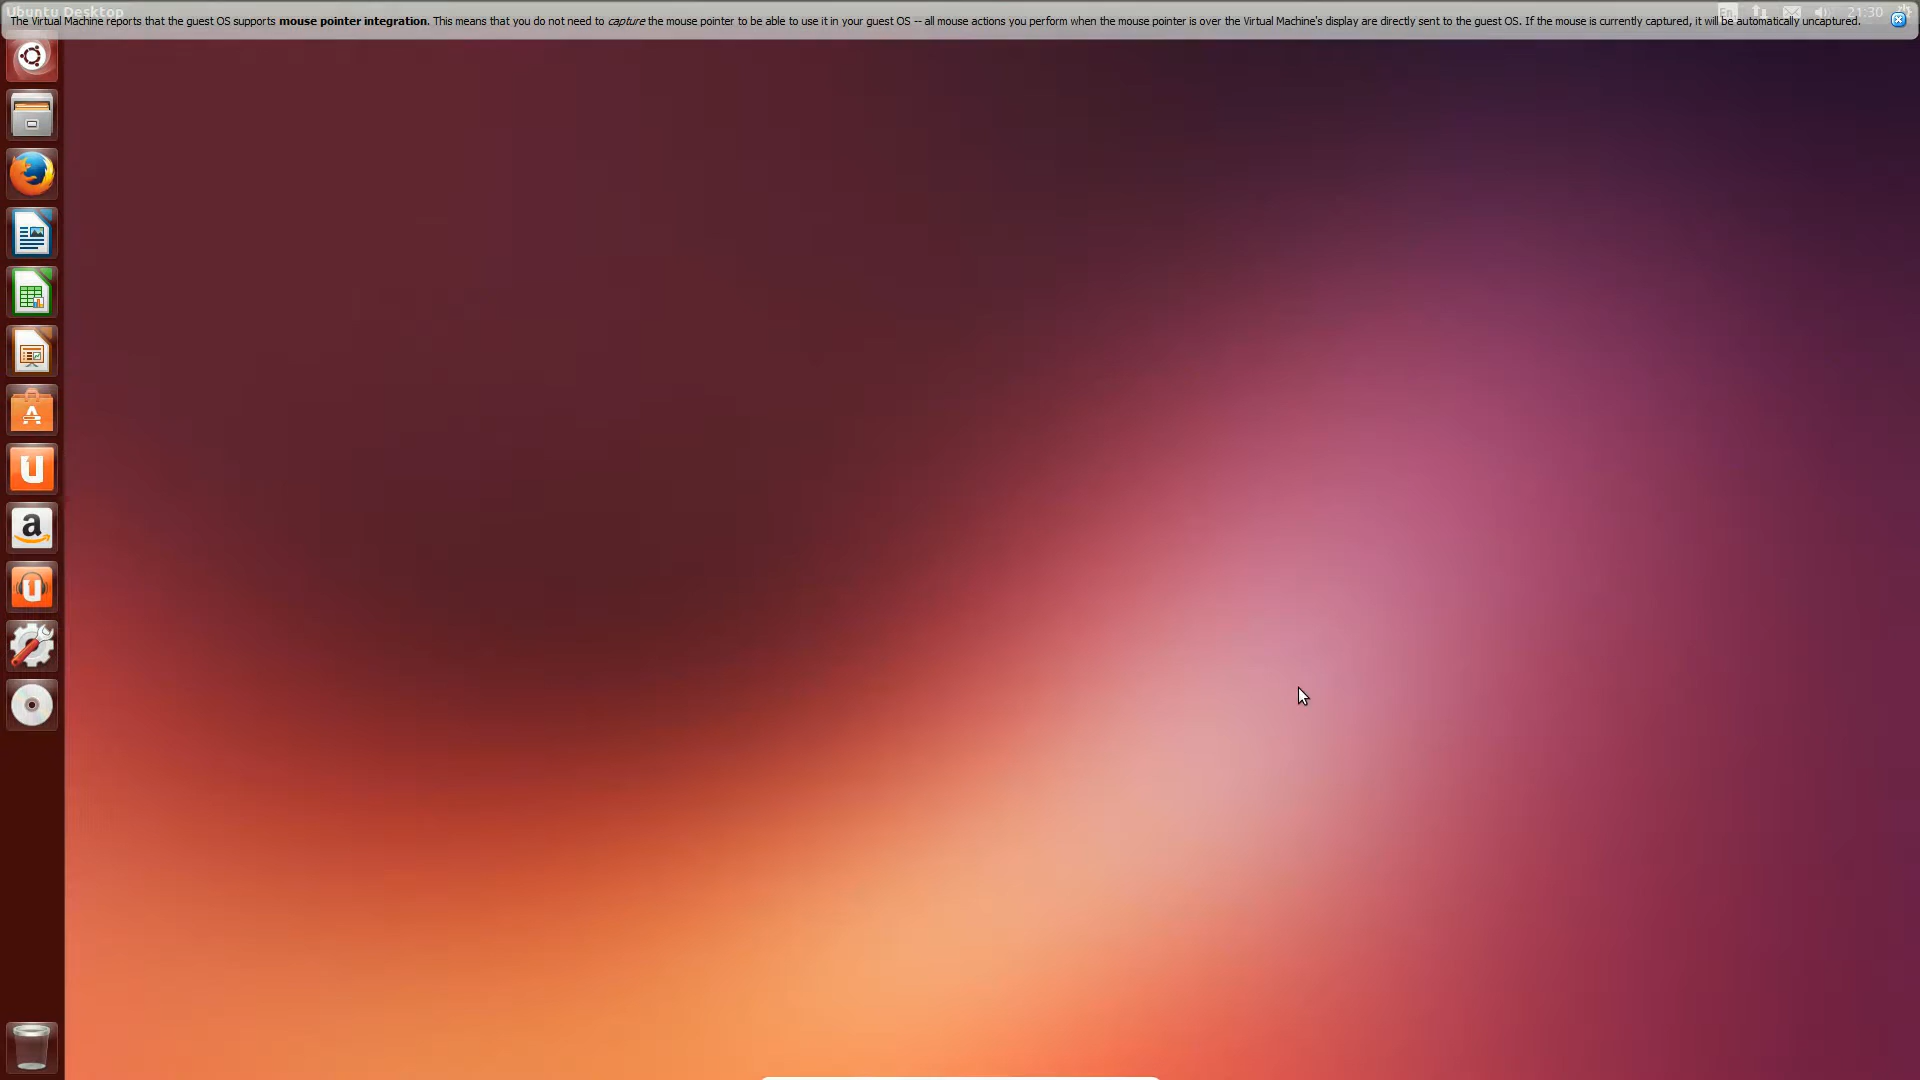 Ubuntu Desktop
En 21:30
The Virtual Machine reports that the guest OS supports mouse pointer integration. This means that you do not need to capture the mouse pointer to be able to use it in your guest OS -- all mouse actions you perform when the mouse pointer is over the Virtual Machine's display are directly sent to the guest OS. If the mouse is currently captured, it will be automatically uncaptured.